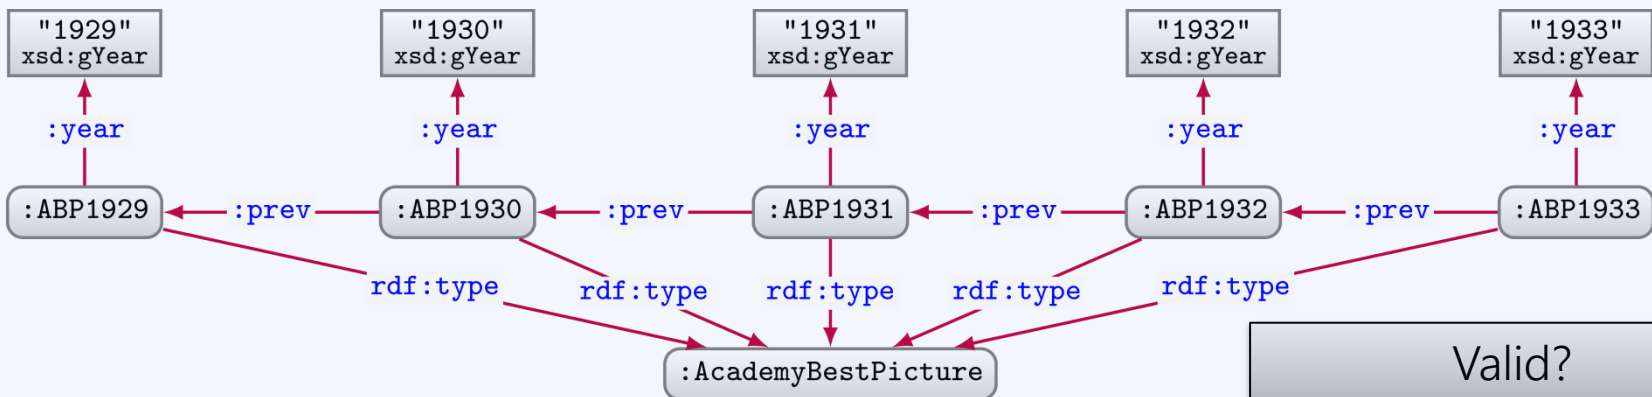 "1929" "1930" "1931" "1932" "1933"
xsd:gYear xsd:gYear xsd:gYear xsd:gYear xsd:gYear
:year :year :year :year :year
:ABP1929 :prev :ABP1930 :prev :ABP1931 :prev :ABP1932 :prev :ABP1933
rdf:type rdf:type rdf:type rdf:type rdf:type
:AcademyBestPicture
Valid?